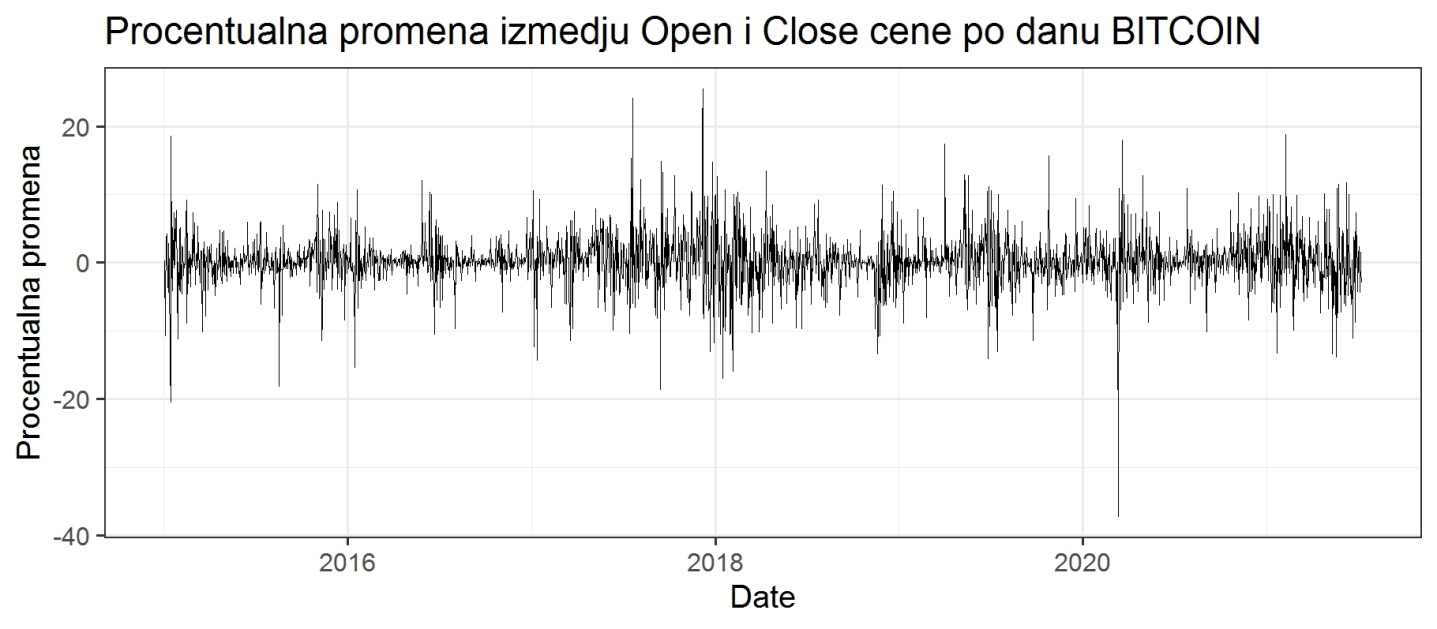 Procentualna promena izmedju Open i Close cene po danu BITCOIN
Procentualna promena
20
0
-20
-40
2016
2018
2020
Date